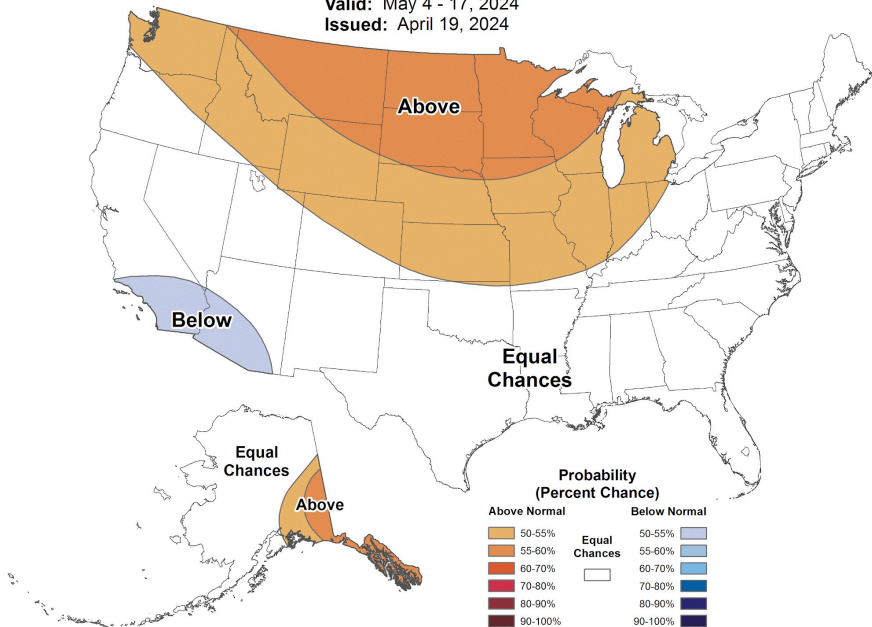 Valid: May 4 - 17, 2024
Issued: April 19, 2024
Above
Below
Equal
Chances
Equal
Chances
Above
Probability
(Percent Chance)
Above Normal
Below Normal
50-55%
55-60%
60-70%
70-80%
80-90%
90-100%
Equal
Chances
50-55%
55-60%
60-70%
70-80%
80-90%
90-100%